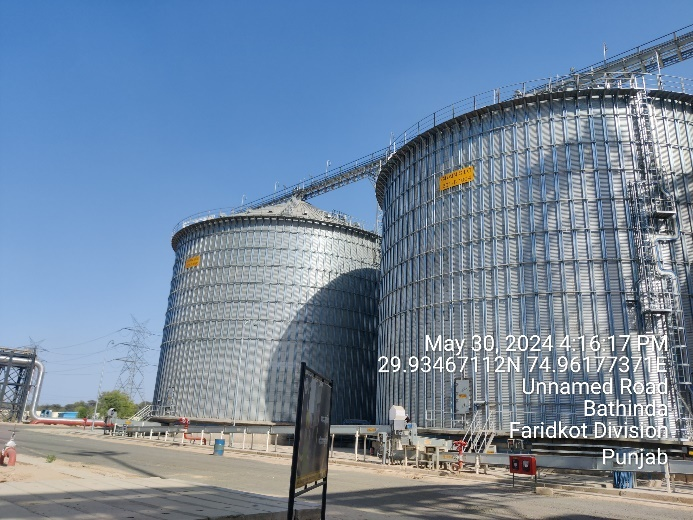 May 30, 2024 4:16:17 PM
29.93467112N 74.96177371E
Unnamed Road
Bathinda
Faridkot Division
Punjab